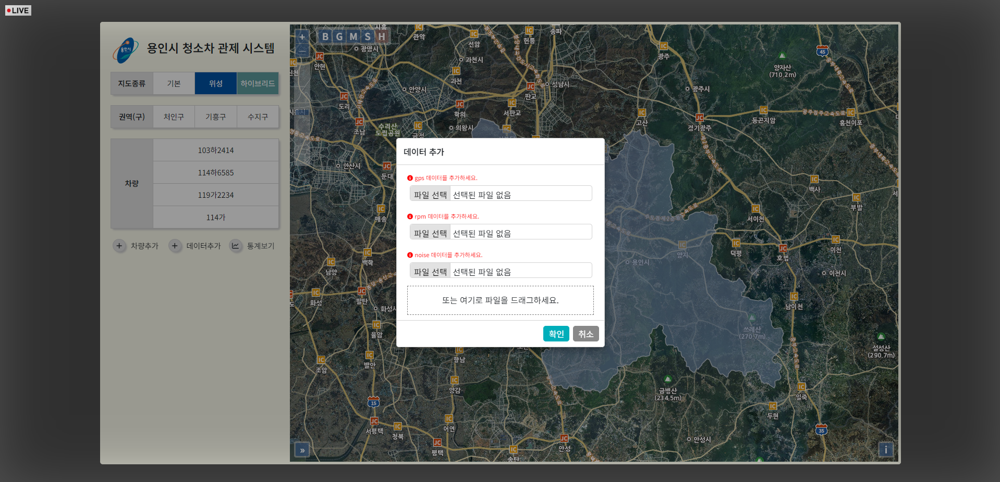 LIVE
용인시
용인시 청소차 관제 시스템
지도종류 기본 위성 하이브리드
권역(구) 처인구 기흥구 수지구
차량
103하2414
114하6585
119가2234
114가
차량추가 데이터추가 통계보기
+ B G M S H
데이터 추가
gps 데이터를 추가하세요.
파일 선택 선택된 파일 없음
rpm 데이터를 추가하세요.
파일 선택 선택된 파일 없음
noise 데이터를 추가하세요.
파일 선택 선택된 파일 없음
또는 여기로 파일을 드래그하세요.
확인 취소
관악
선암
헌릉
송파
광명시
안현
과천시
과천
광주
45
양자산
(710.2m)
안양시
성남시
판교
광주시
도리
학의
서판교
고산
동곤지암
흥천이포
조남
수리산
도립공원
금정
의왕시
경기광주
안산시
둔대
백사
부발
매송
서이천
백학
남양
용인시
양지
덕평
호법
이천
이천시
화성
팔탄
화성시
남이천
율암
쓰레산
(270.7m)
설성산
(290.7m)
조암
발안
향남
양감
금병산
(234.5m)
일죽
15
두현
서평택
청북
어연
35
평택
송탄
안성
안성시
»
i